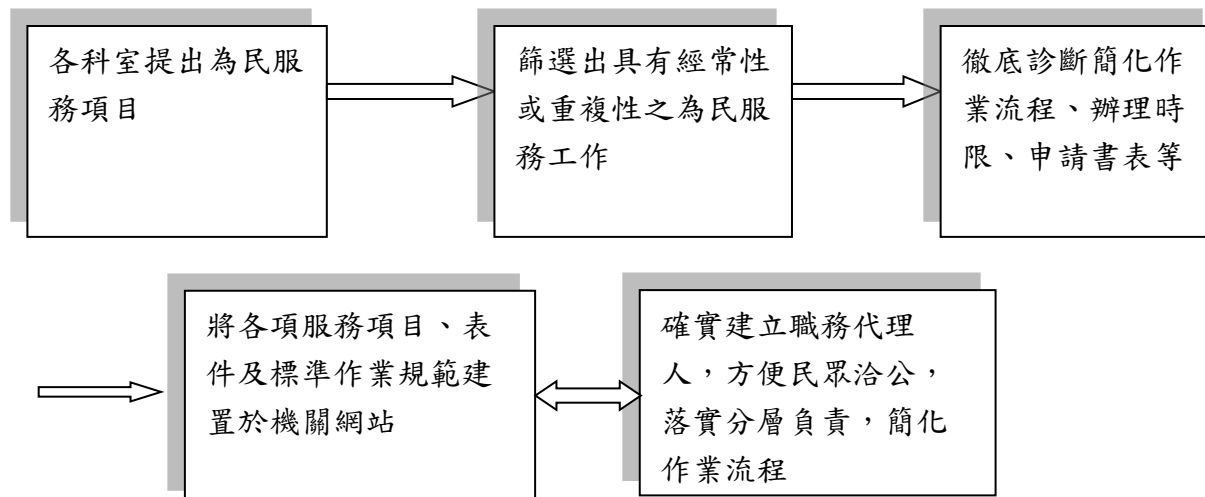 各科室提出為民服
務項目
篩選出具有經常性
或重複性之為民服
務工作
徹底診斷簡化作
業流程、辦理時
限、申請書表等
將各項服務項目、表
件及標準作業規範建
置於機關網站
確實建立職務代理
人，方便民眾洽公，
落實分層負責，簡化
作業流程